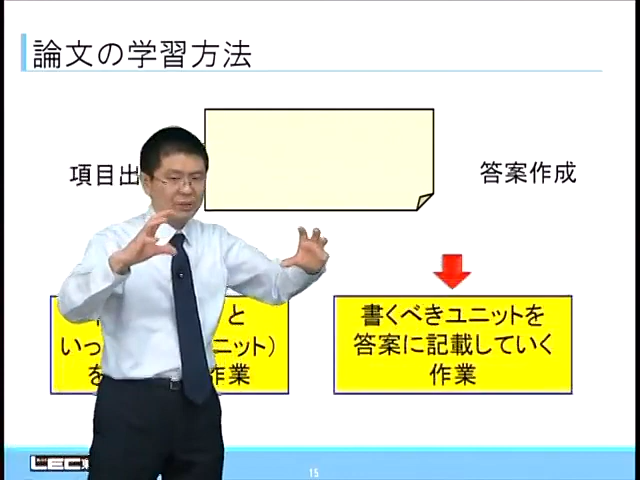 論文の学習方法
項目出
答案作成
と
いっ
ニット)
を
作業
書くべきユニットを
答案に記載していく
作業
LEC
15